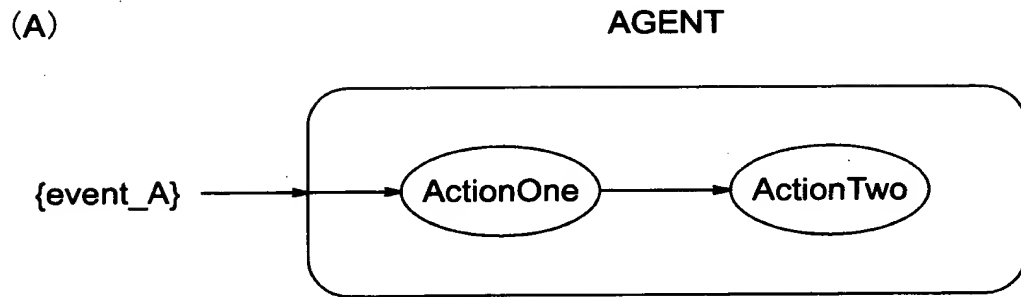 (A)
AGENT
{event_A}
ActionOne
ActionTwo